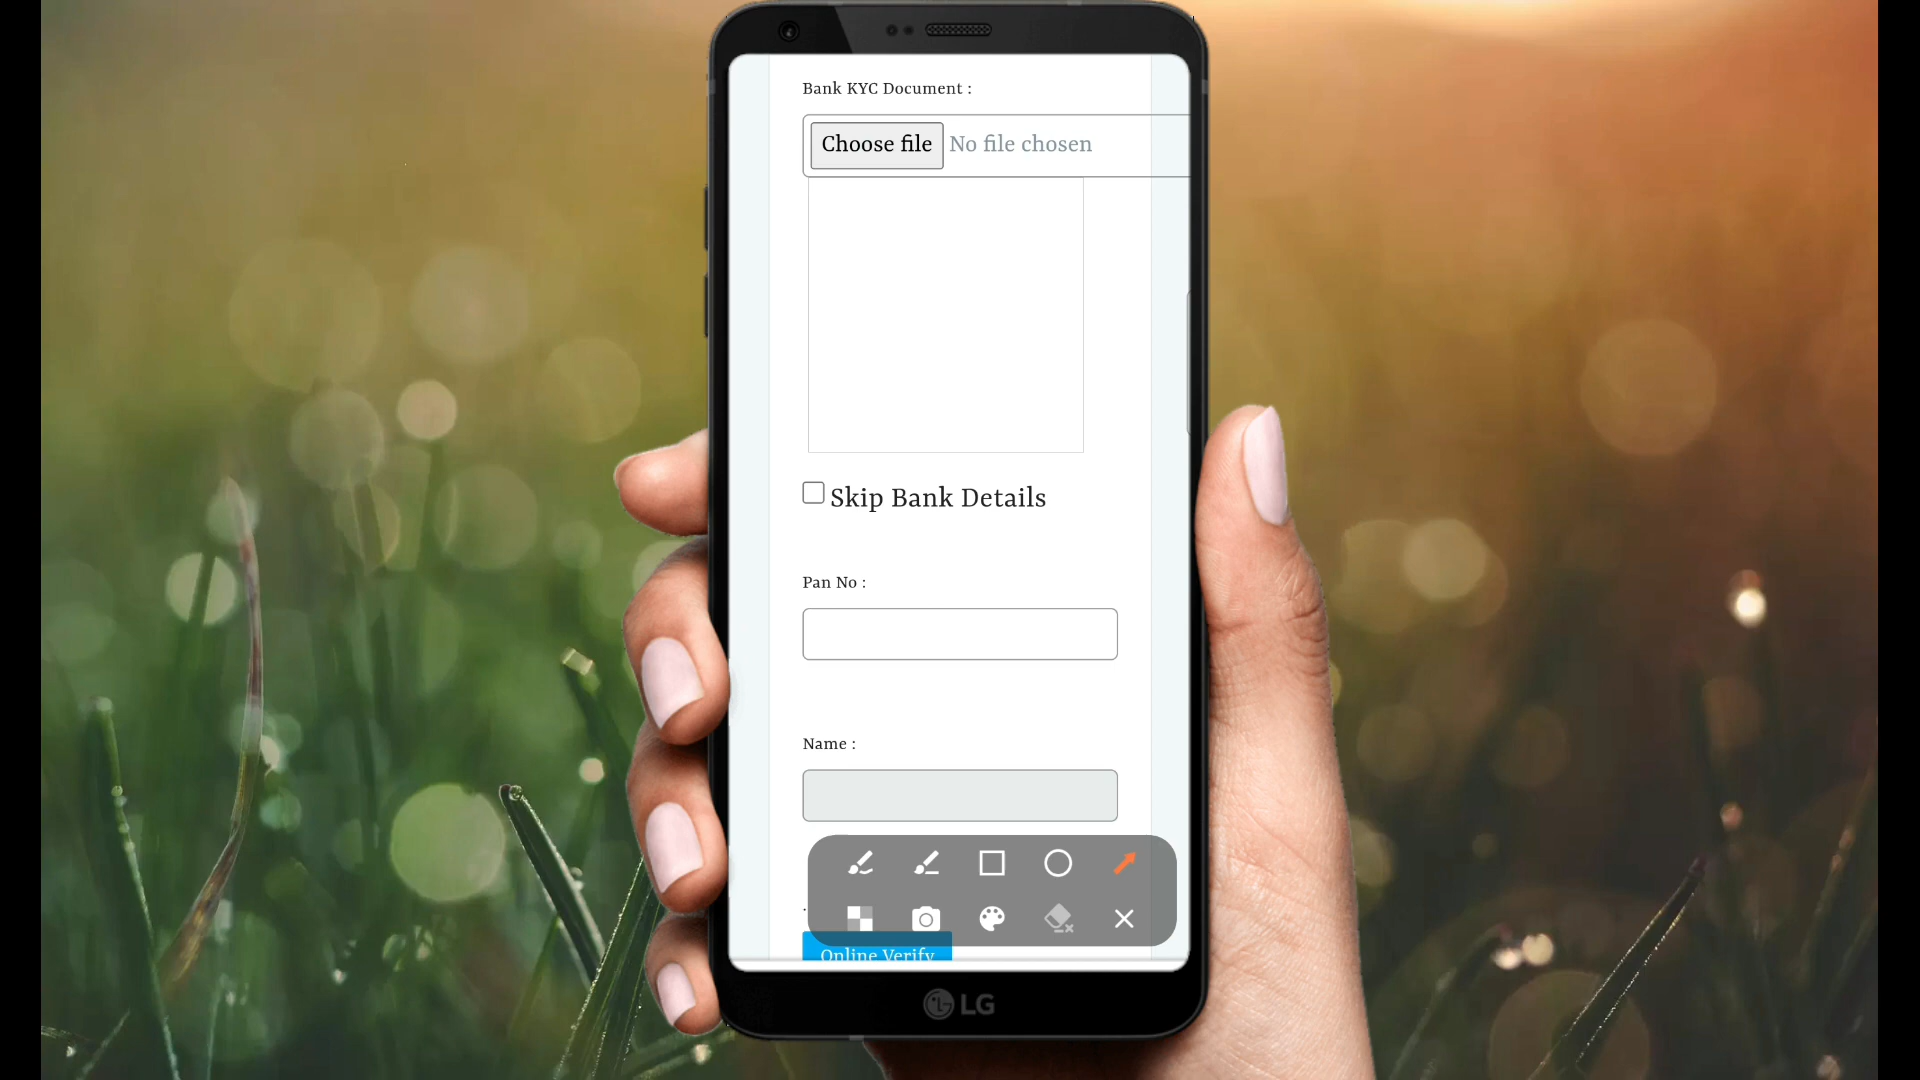 Bank KYC Document :
Choose file No file chosen
Skip Bank Details
Pan No :
Name :
Online Verify
LG